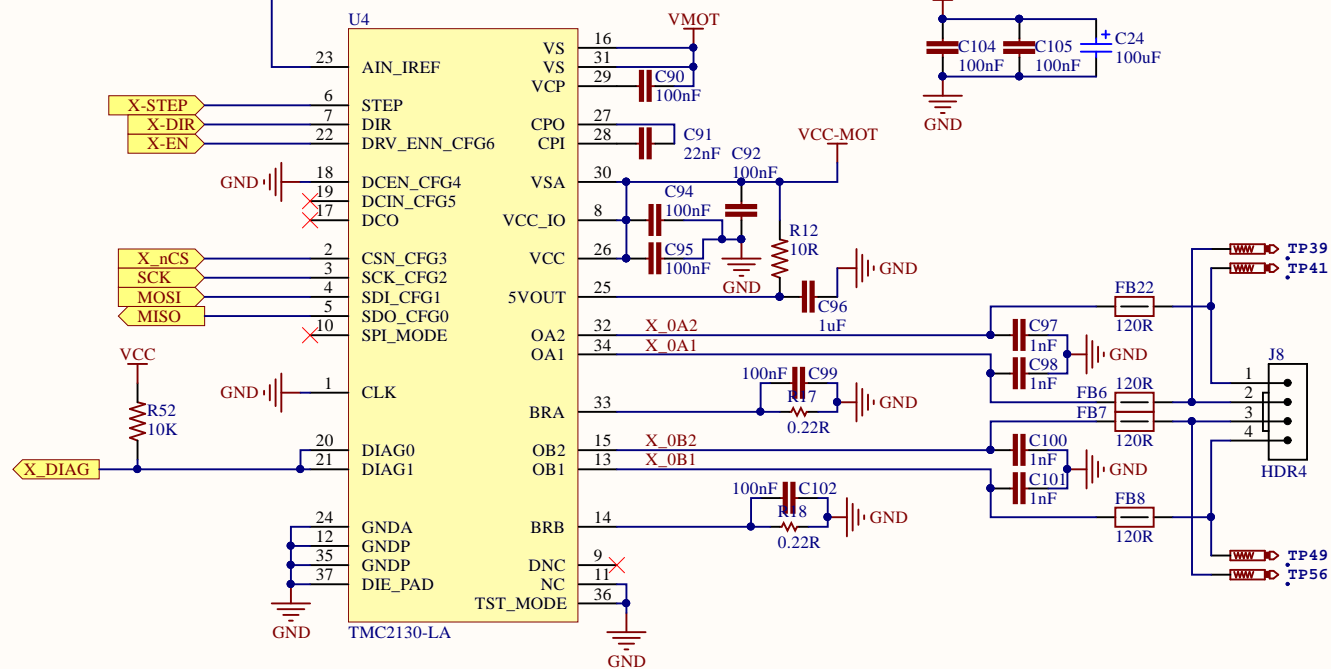 U4
TMC2130-LA
23 AIN_IREF
X-STEP 6 STEP
X-DIR 7 DIR
X-EN 22 DRV_ENN_CFG6
GND 18 DCEN_CFG4
19 DCIN_CFG5
17 DCO
X_nCS 2 CSN_CFG3
SCK 3 SCK_CFG2
MOSI 4 SDI_CFG1
MISO 5 SDO_CFG0
10 SPI_MODE
VCC
GND 1 CLK
R52
10K
20 DIAG0
X_DIAG 21 DIAG1
24 GNDA
12 GNDP
35 GNDP
37 DIE_PAD
GND
VMOT
VS 16
VS 31
VCP 29
C90
100nF
CPO 27
CPI 28
C91
22nF
VCC-MOT
C92
100nF
VSA 30
C94
100nF
VCC_IO 8
VCC 26
C95
100nF
GND
R12
10R
GND
5VOUT 25
C96
1uF
OA2 32 X_0A2
OA1 34 X_0A1
C97
1nF
GND
C98
1nF
100nF C99
R17
0.22R
GND
BRA 33
OB2 15 X_0B2
OB1 13 X_0B1
C100
1nF
GND
C101
1nF
100nF C102
R18
0.22R
GND
BRB 14
DNC 9
NC 11
TST_MODE 36
GND
C104
100nF
C105
100nF
+
C24
100uF
GND
TP39
TP41
FB22
120R
FB6 120R
FB7
120R
FB8
120R
J8
1
2
3
4
HDR4
TP49
TP56